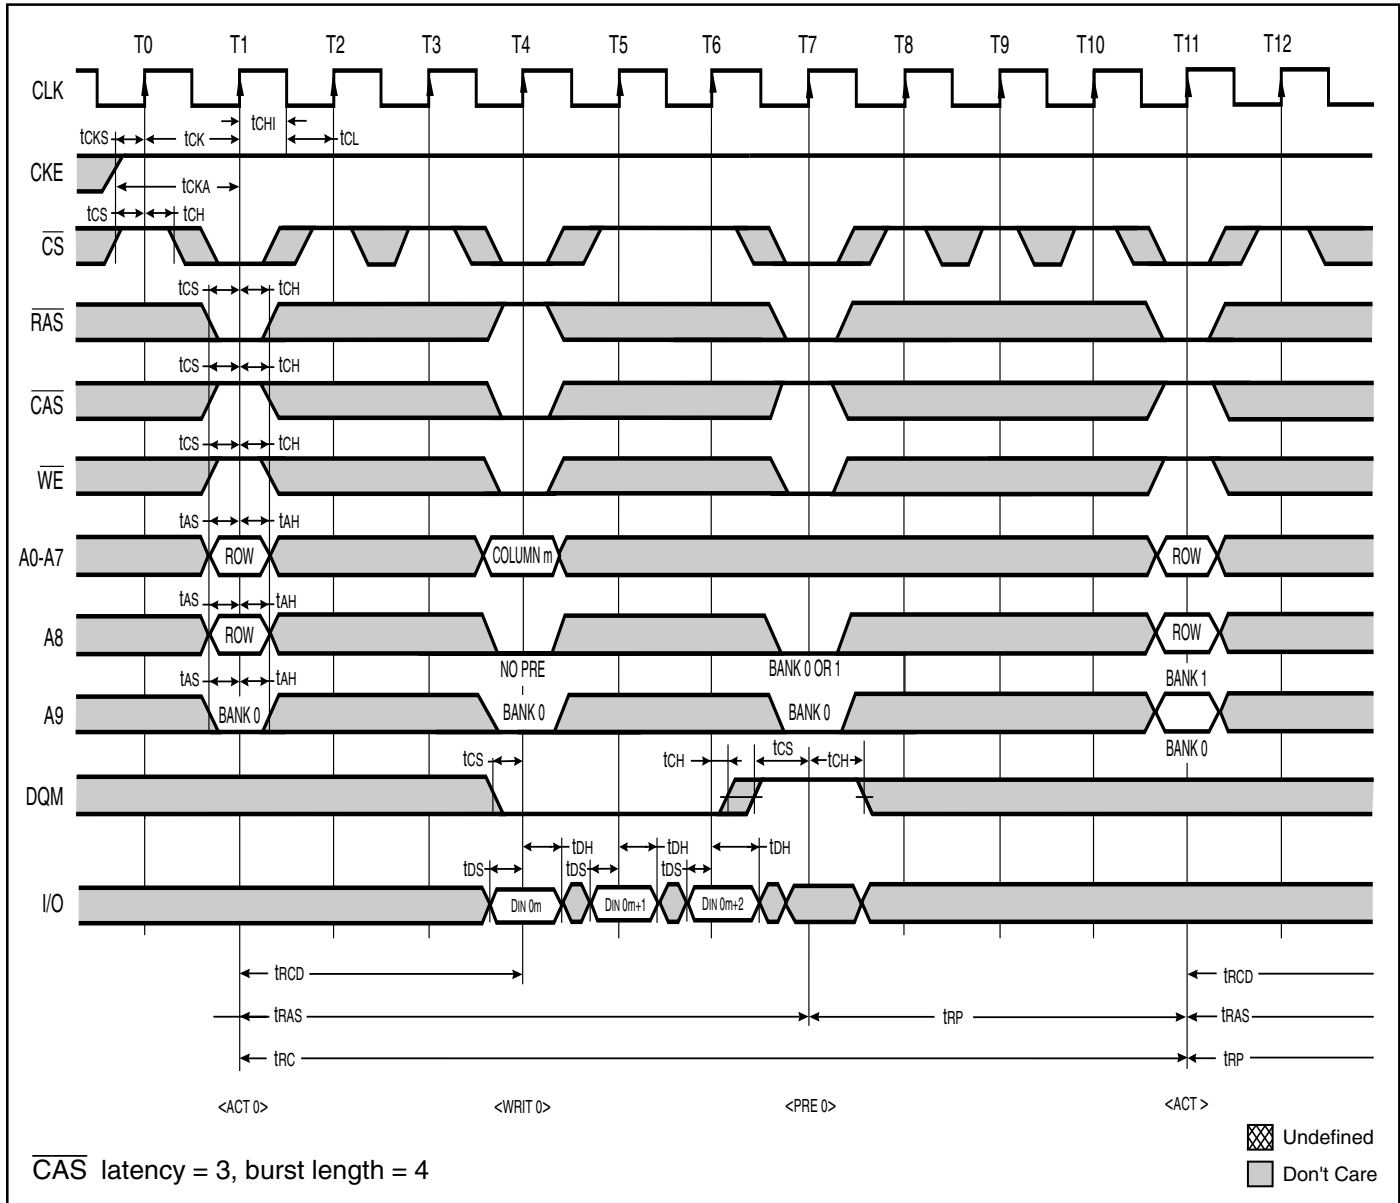 T0 T1 T2 T3 T4 T5 T6 T7 T8 T9 T10 T11 T12
CLK
tCHI
tCKS tCK tCL
CKE
tCKA
tCS tCH
CS
tCS tCH
RAS
tCS tCH
CAS
tCS tCH
WE
tAS tAH
A0-A7 ROW COLUMN m ROW
tAS tAH
A8 ROW ROW
NO PRE BANK 0 OR 1
tAS tAH BANK 1
A9 BANK 0 BANK 0 BANK 0
BANK 0
tCS tCH tCS tCH
DQM
tDH tDH tDH
tDS tDS tDS
I/O DIN 0m DIN 0m+1 DIN 0m+2
tRCD tRCD
tRAS tRP tRAS
tRC tRP
<ACT 0> <WRIT 0> <PRE 0> <ACT >
Undefined
CAS latency = 3, burst length = 4
Don't Care